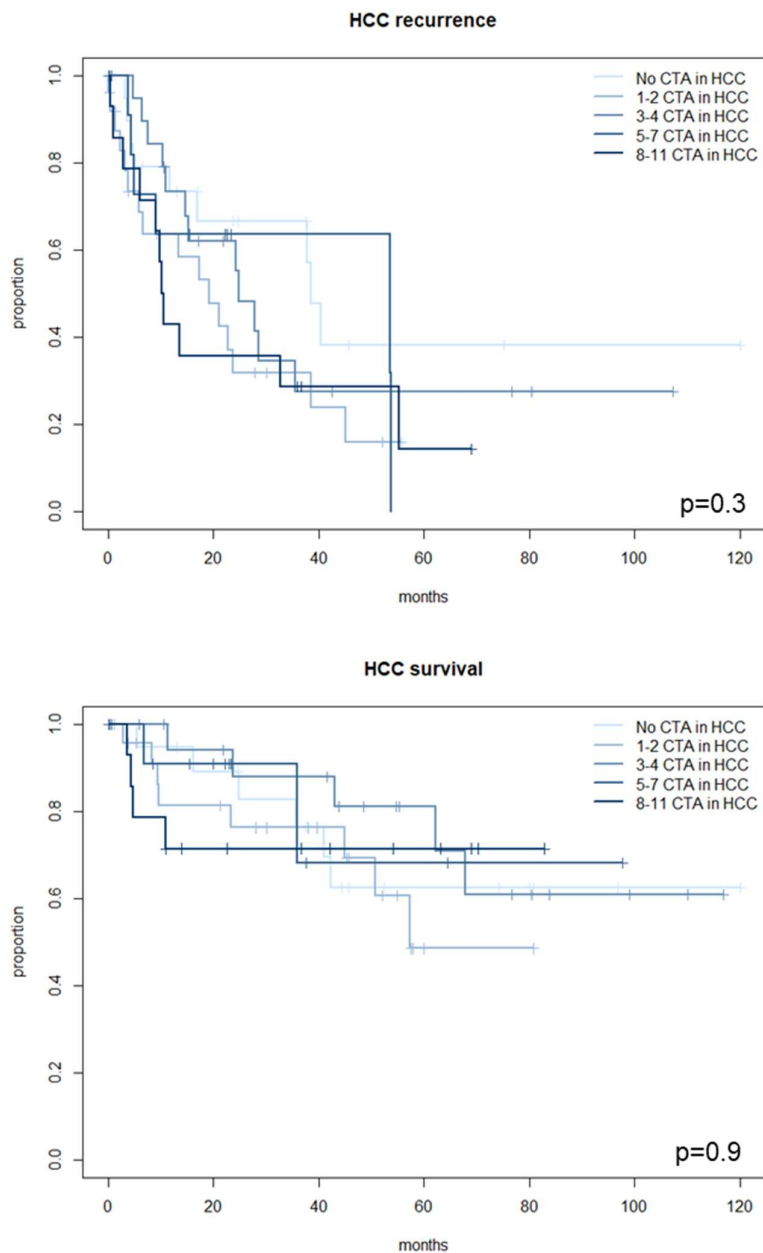 HCC recurrence
No CTA in HCC
1-2 CTA in HCC
3-4 CTA in HCC
5-7 CTA in HCC
8-11 CTA in HCC
proportion
1.0
0.8
0.6
0.4
0.2
0.0
p=0.3
0 20 40 60 80 100 120
months
HCC survival
No CTA in HCC
1-2 CTA in HCC
3-4 CTA in HCC
5-7 CTA in HCC
8-11 CTA in HCC
proportion
1.0
0.8
0.6
0.4
0.2
0.0
p=0.9
0 20 40 60 80 100 120
months